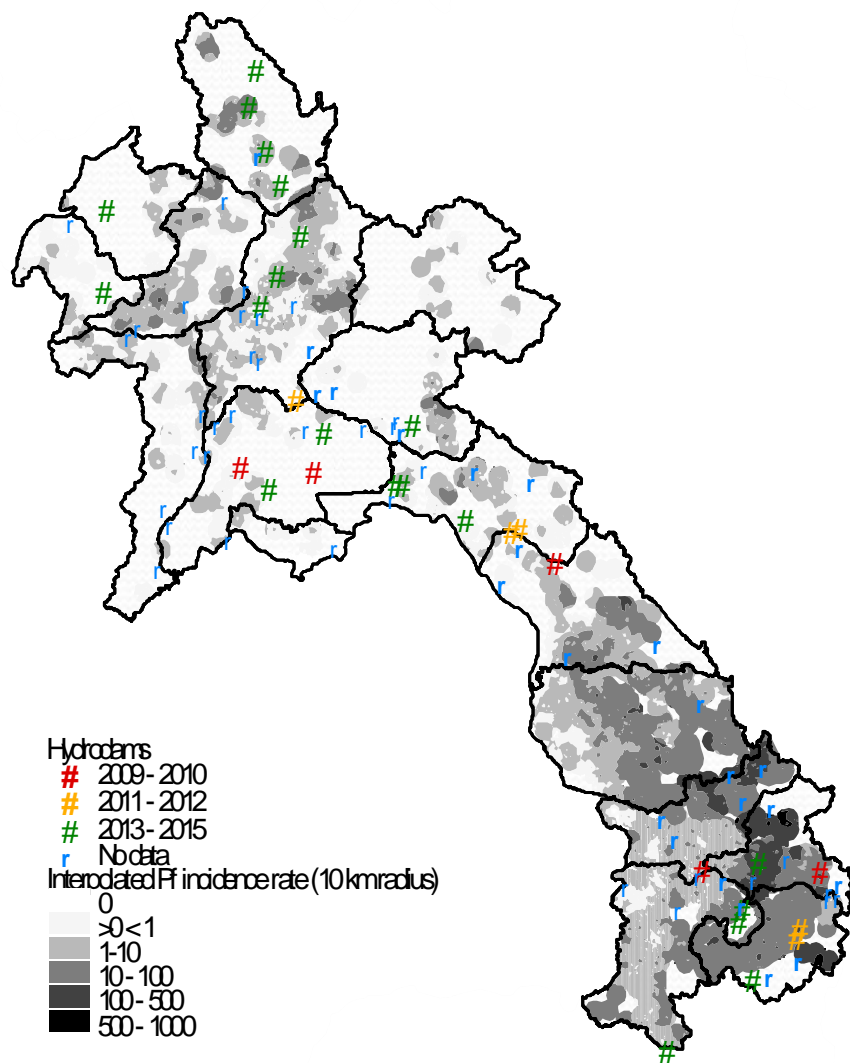 Hydrodams
# 2009 - 2010
# 2011 - 2012
# 2013 - 2015
r No data
Interpolated Pf incidence rate (10 km radius)
0
>0 < 1
1-10
10 - 100
100 - 500
500 - 1000